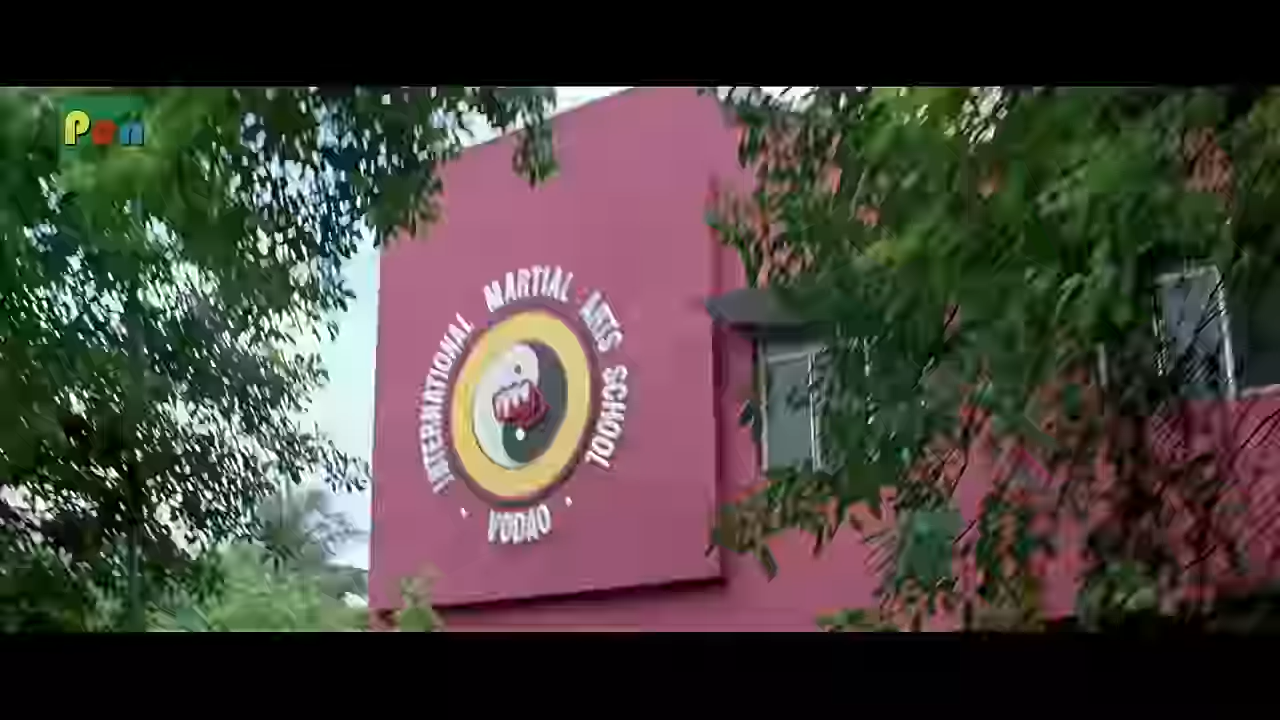 Pen
INTERNATIONAL MARTIAL ARTS SCHOOL
• VODAO •